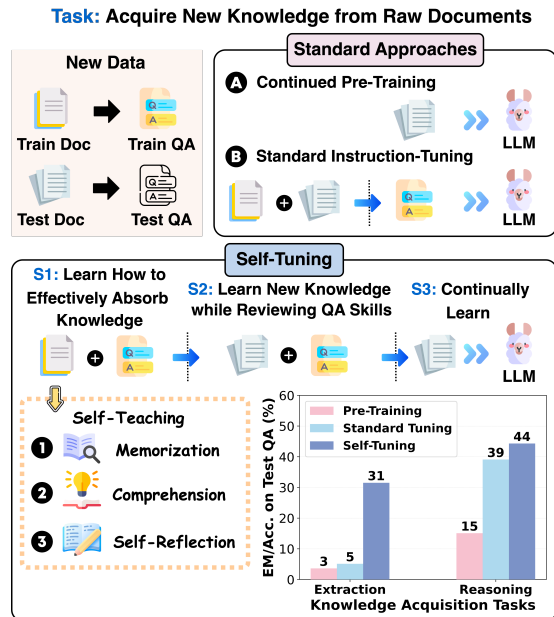 Task: Acquire New Knowledge from Raw Documents
New Data
Train Doc
Q
A
Train QA
Test Doc
Q
A
Test QA
Standard Approaches
A Continued Pre-Training
LLM
B Standard Instruction-Tuning
Q
A
LLM
Self-Tuning
S1: Learn How to
Effectively Absorb
Knowledge
Q
A
S2: Learn New Knowledge
while Reviewing QA Skills
Q
A
S3: Continually
Learn
LLM
Self-Teaching
1 Memorization
2 Comprehension
3 Self-Reflection
EM/Acc. on Test QA (%)
60
50
40
30
20
10
0
Pre-Training
Standard Tuning
Self-Tuning
3
5
31
15
39
44
Extraction
Reasoning
Knowledge Acquisition Tasks